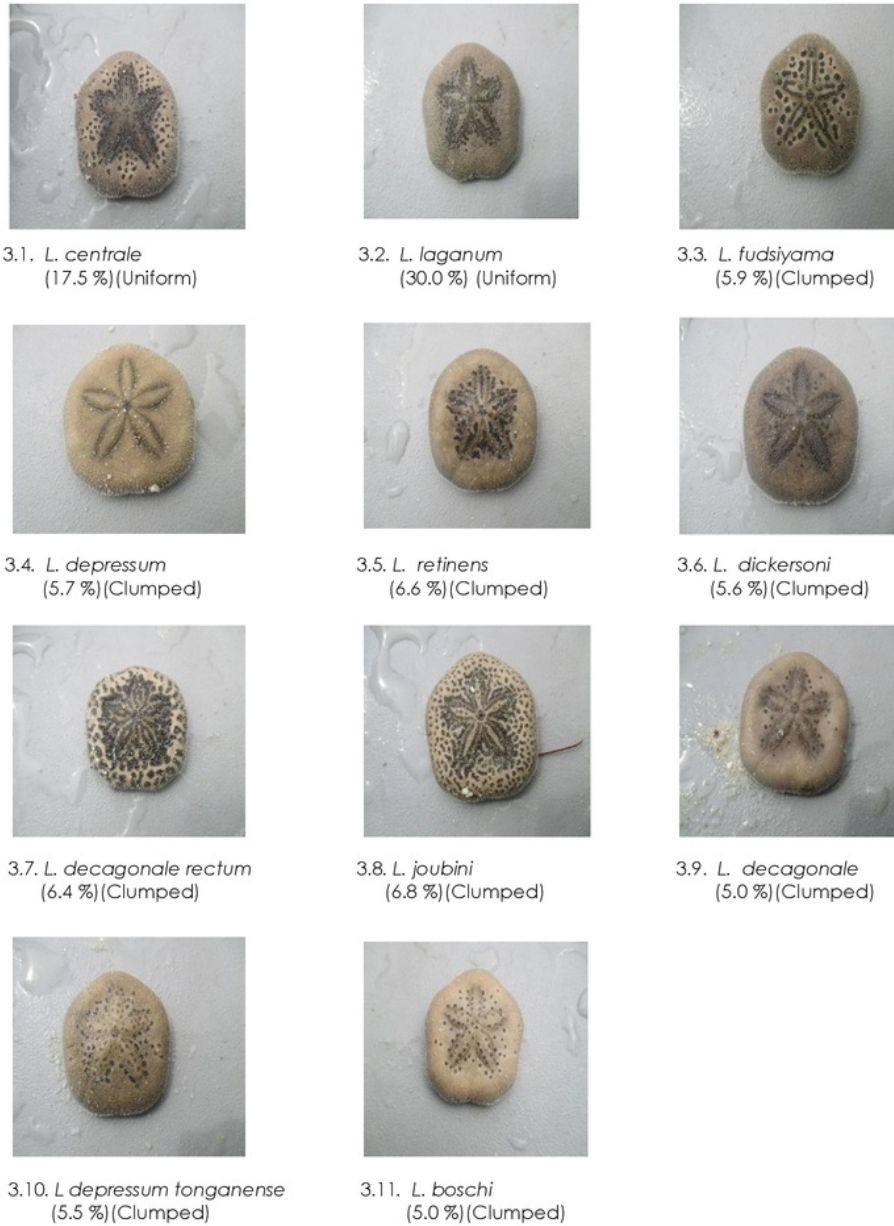 3.1. L. centrale
(17.5 %)(Uniform)
3.2. L. laganum
(30.0 %) (Uniform)
3.3. L. fudsiyama
(5.9 %)(Clumped)
3.4. L. depressum
(5.7 %)(Clumped)
3.5. L. retinens
(6.6 %)(Clumped)
3.6. L. dickersoni
(5.6 %)(Clumped)
3.7. L. decagonale rectum
(6.4 %)(Clumped)
3.8. L. joubini
(6.8 %)(Clumped)
3.9. L. decagonale
(5.0 %)(Clumped)
3.10. L depressum tonganense
(5.5 %)(Clumped)
3.11. L. boschi
(5.0 %)(Clumped)